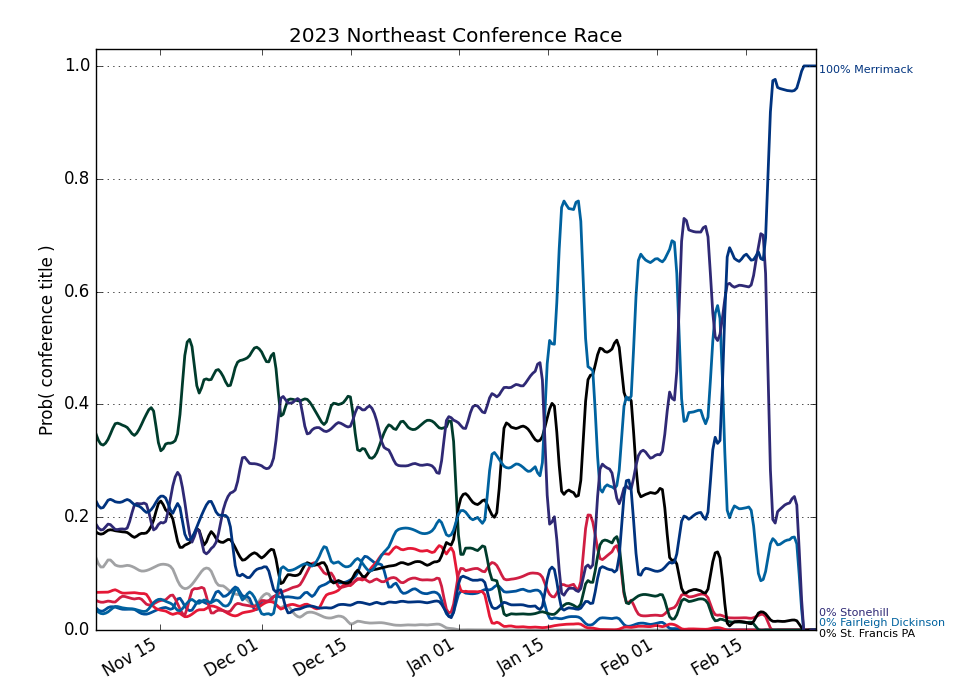 2023 Northeast Conference Race
Prob( conference title )
1.0
0.8
0.6
0.4
0.2
0.0
Nov 15
Dec 01
Dec 15
Jan 01
Jan 15
Feb 01
Feb 15
100% Merrimack
0% Stonehill
0% Fairleigh Dickinson
0% St. Francis PA